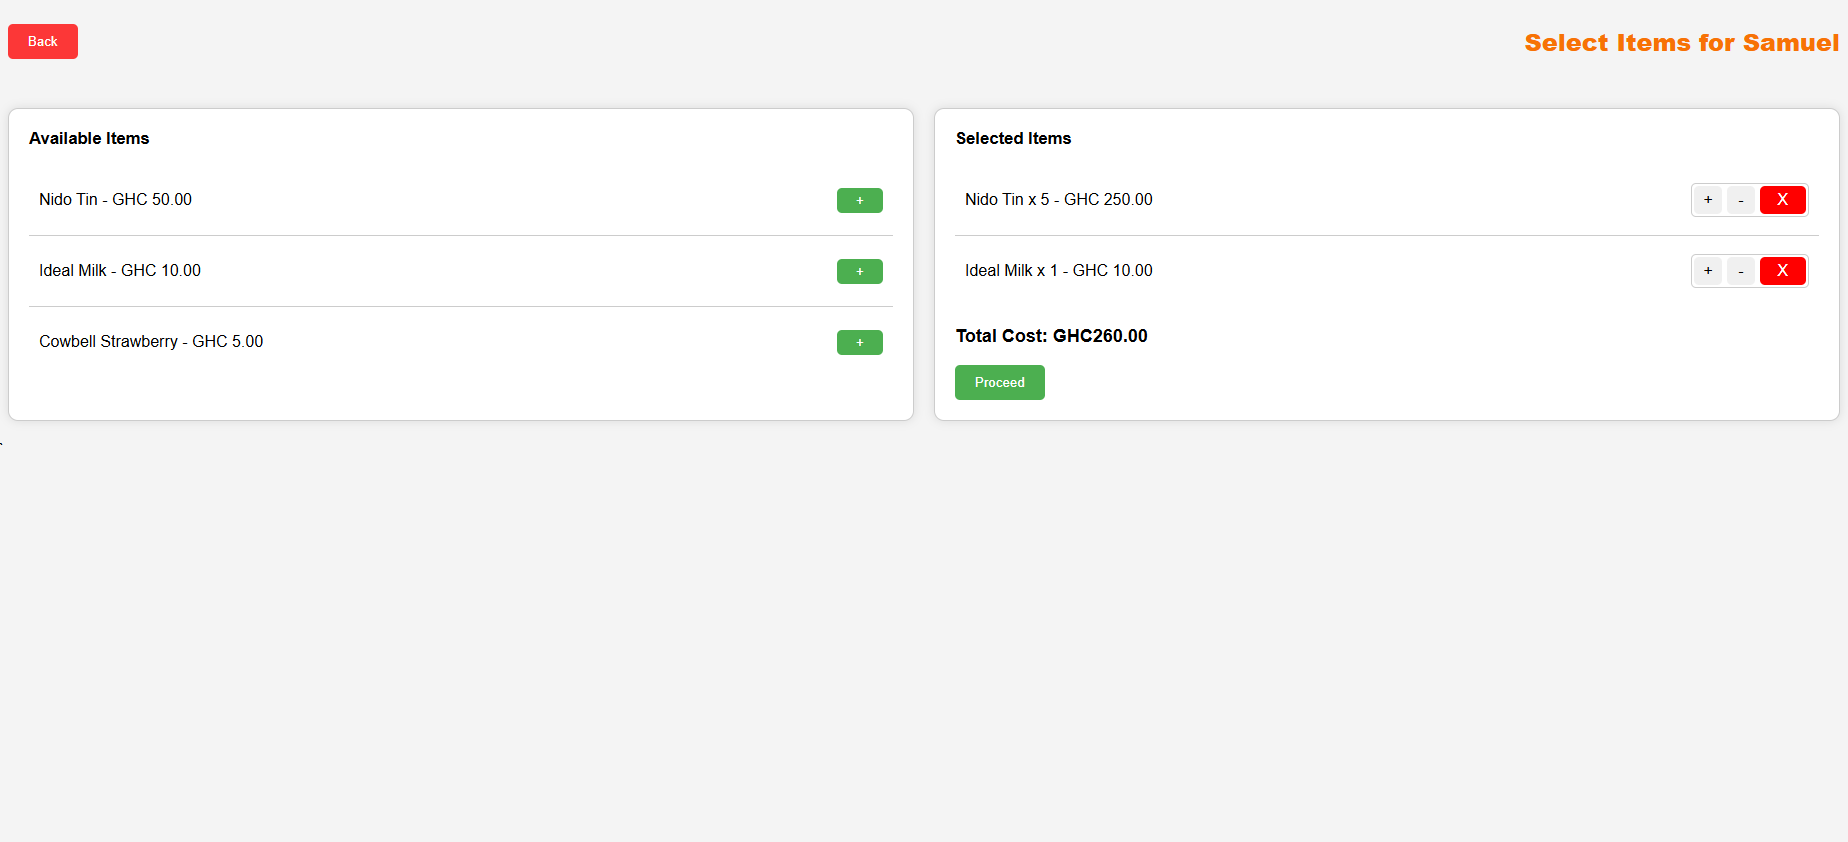 Back
Select Items for Samuel
Available Items
Nido Tin - GHC 50.00
+
Ideal Milk - GHC 10.00
+
Cowbell Strawberry - GHC 5.00
+
Selected Items
Nido Tin x 5 - GHC 250.00
+ - X
Ideal Milk x 1 - GHC 10.00
+ - X
Total Cost: GHC260.00
Proceed
`